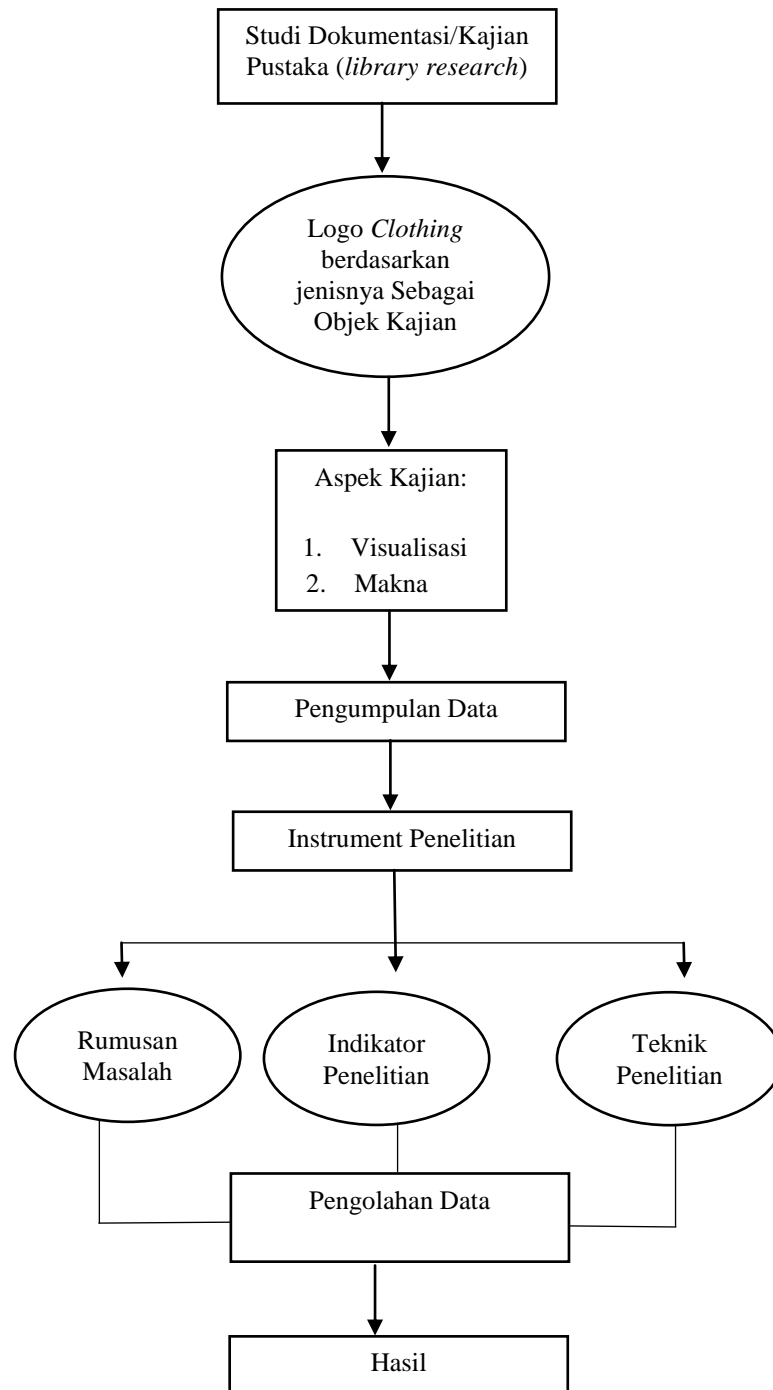 Studi Dokumentasi/Kajian
Pustaka (library research)
Logo Clothing
berdasarkan
jenisnya Sebagai
Objek Kajian
Aspek Kajian:
1. Visualisasi
2. Makna
Pengumpulan Data
Instrument Penelitian
Rumusan
Masalah
Indikator
Penelitian
Teknik
Penelitian
Pengolahan Data
Hasil